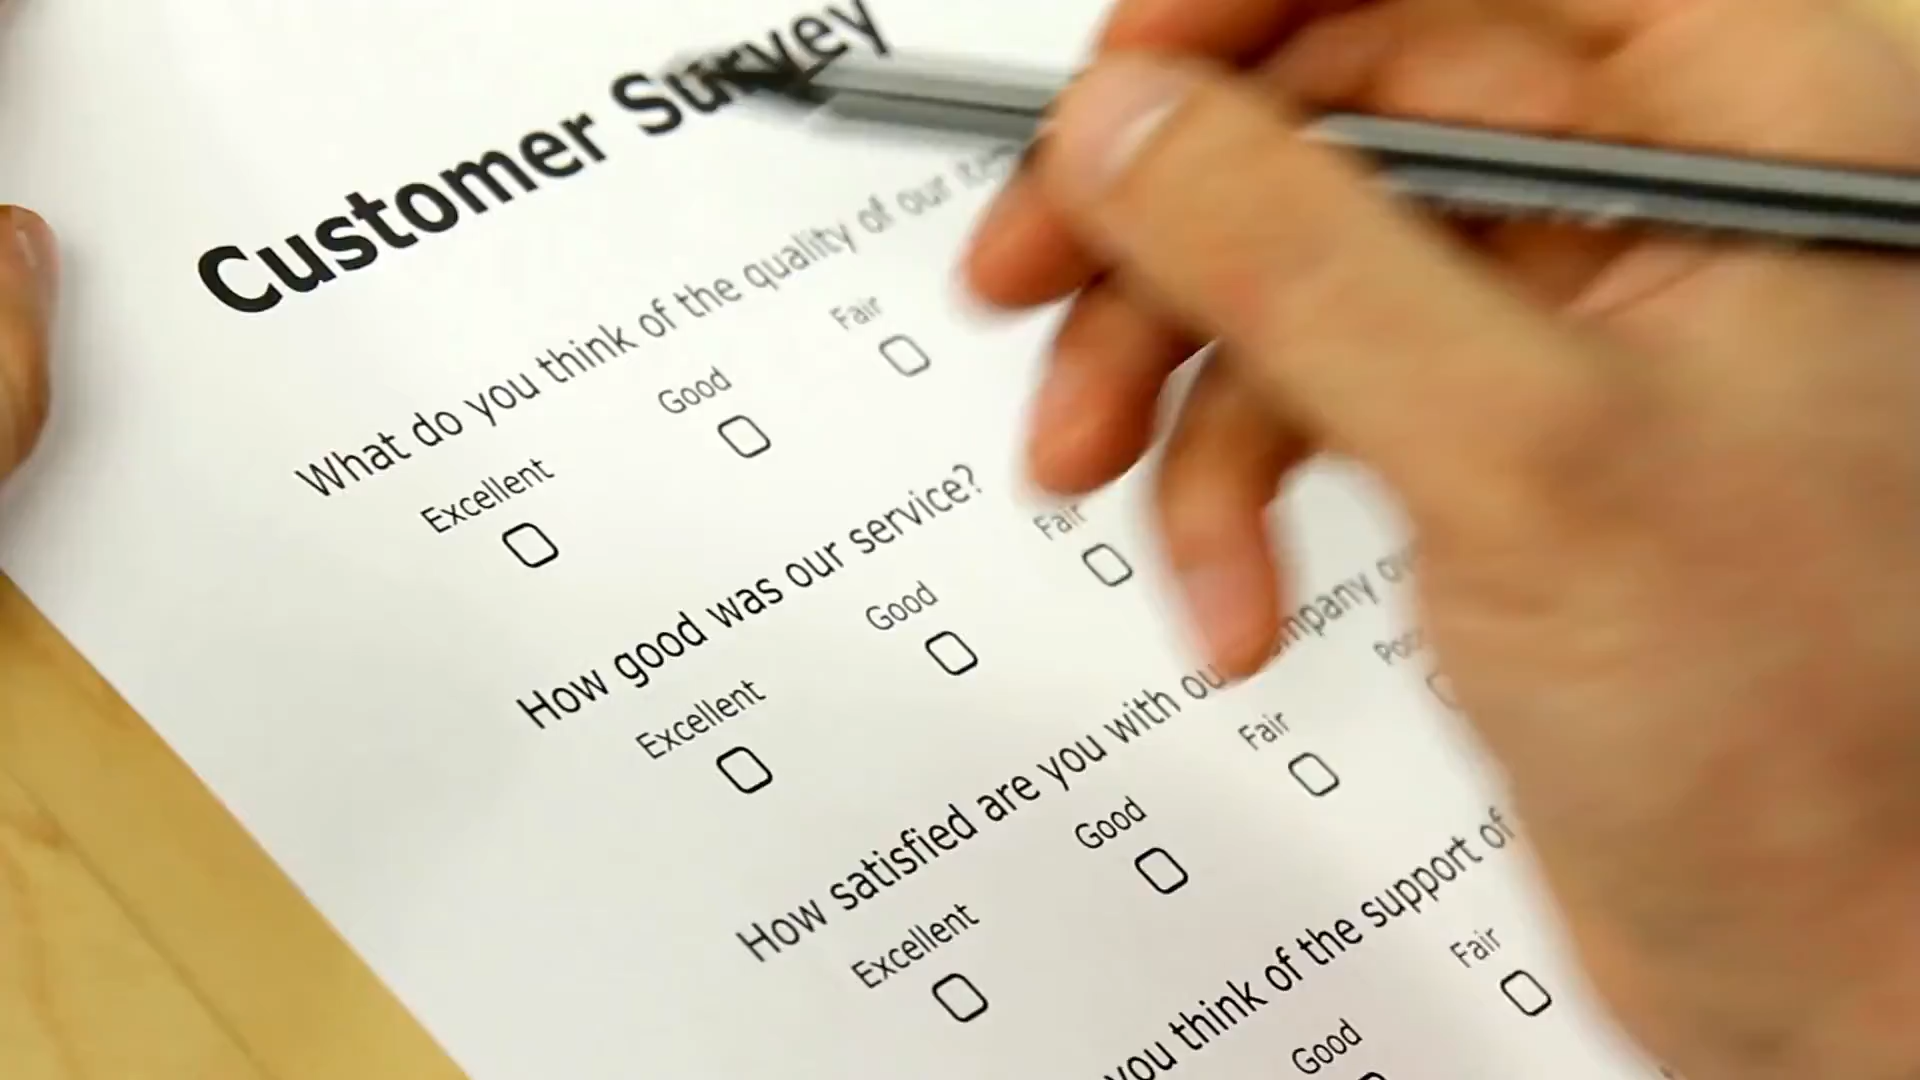 Customer Survey
What do you think of the quality of our
Excellent Good Fair
How good was our service?
Excellent Good Fair
How satisfied are you with
Excellent Good Fair
you think of the support of
Good Fair